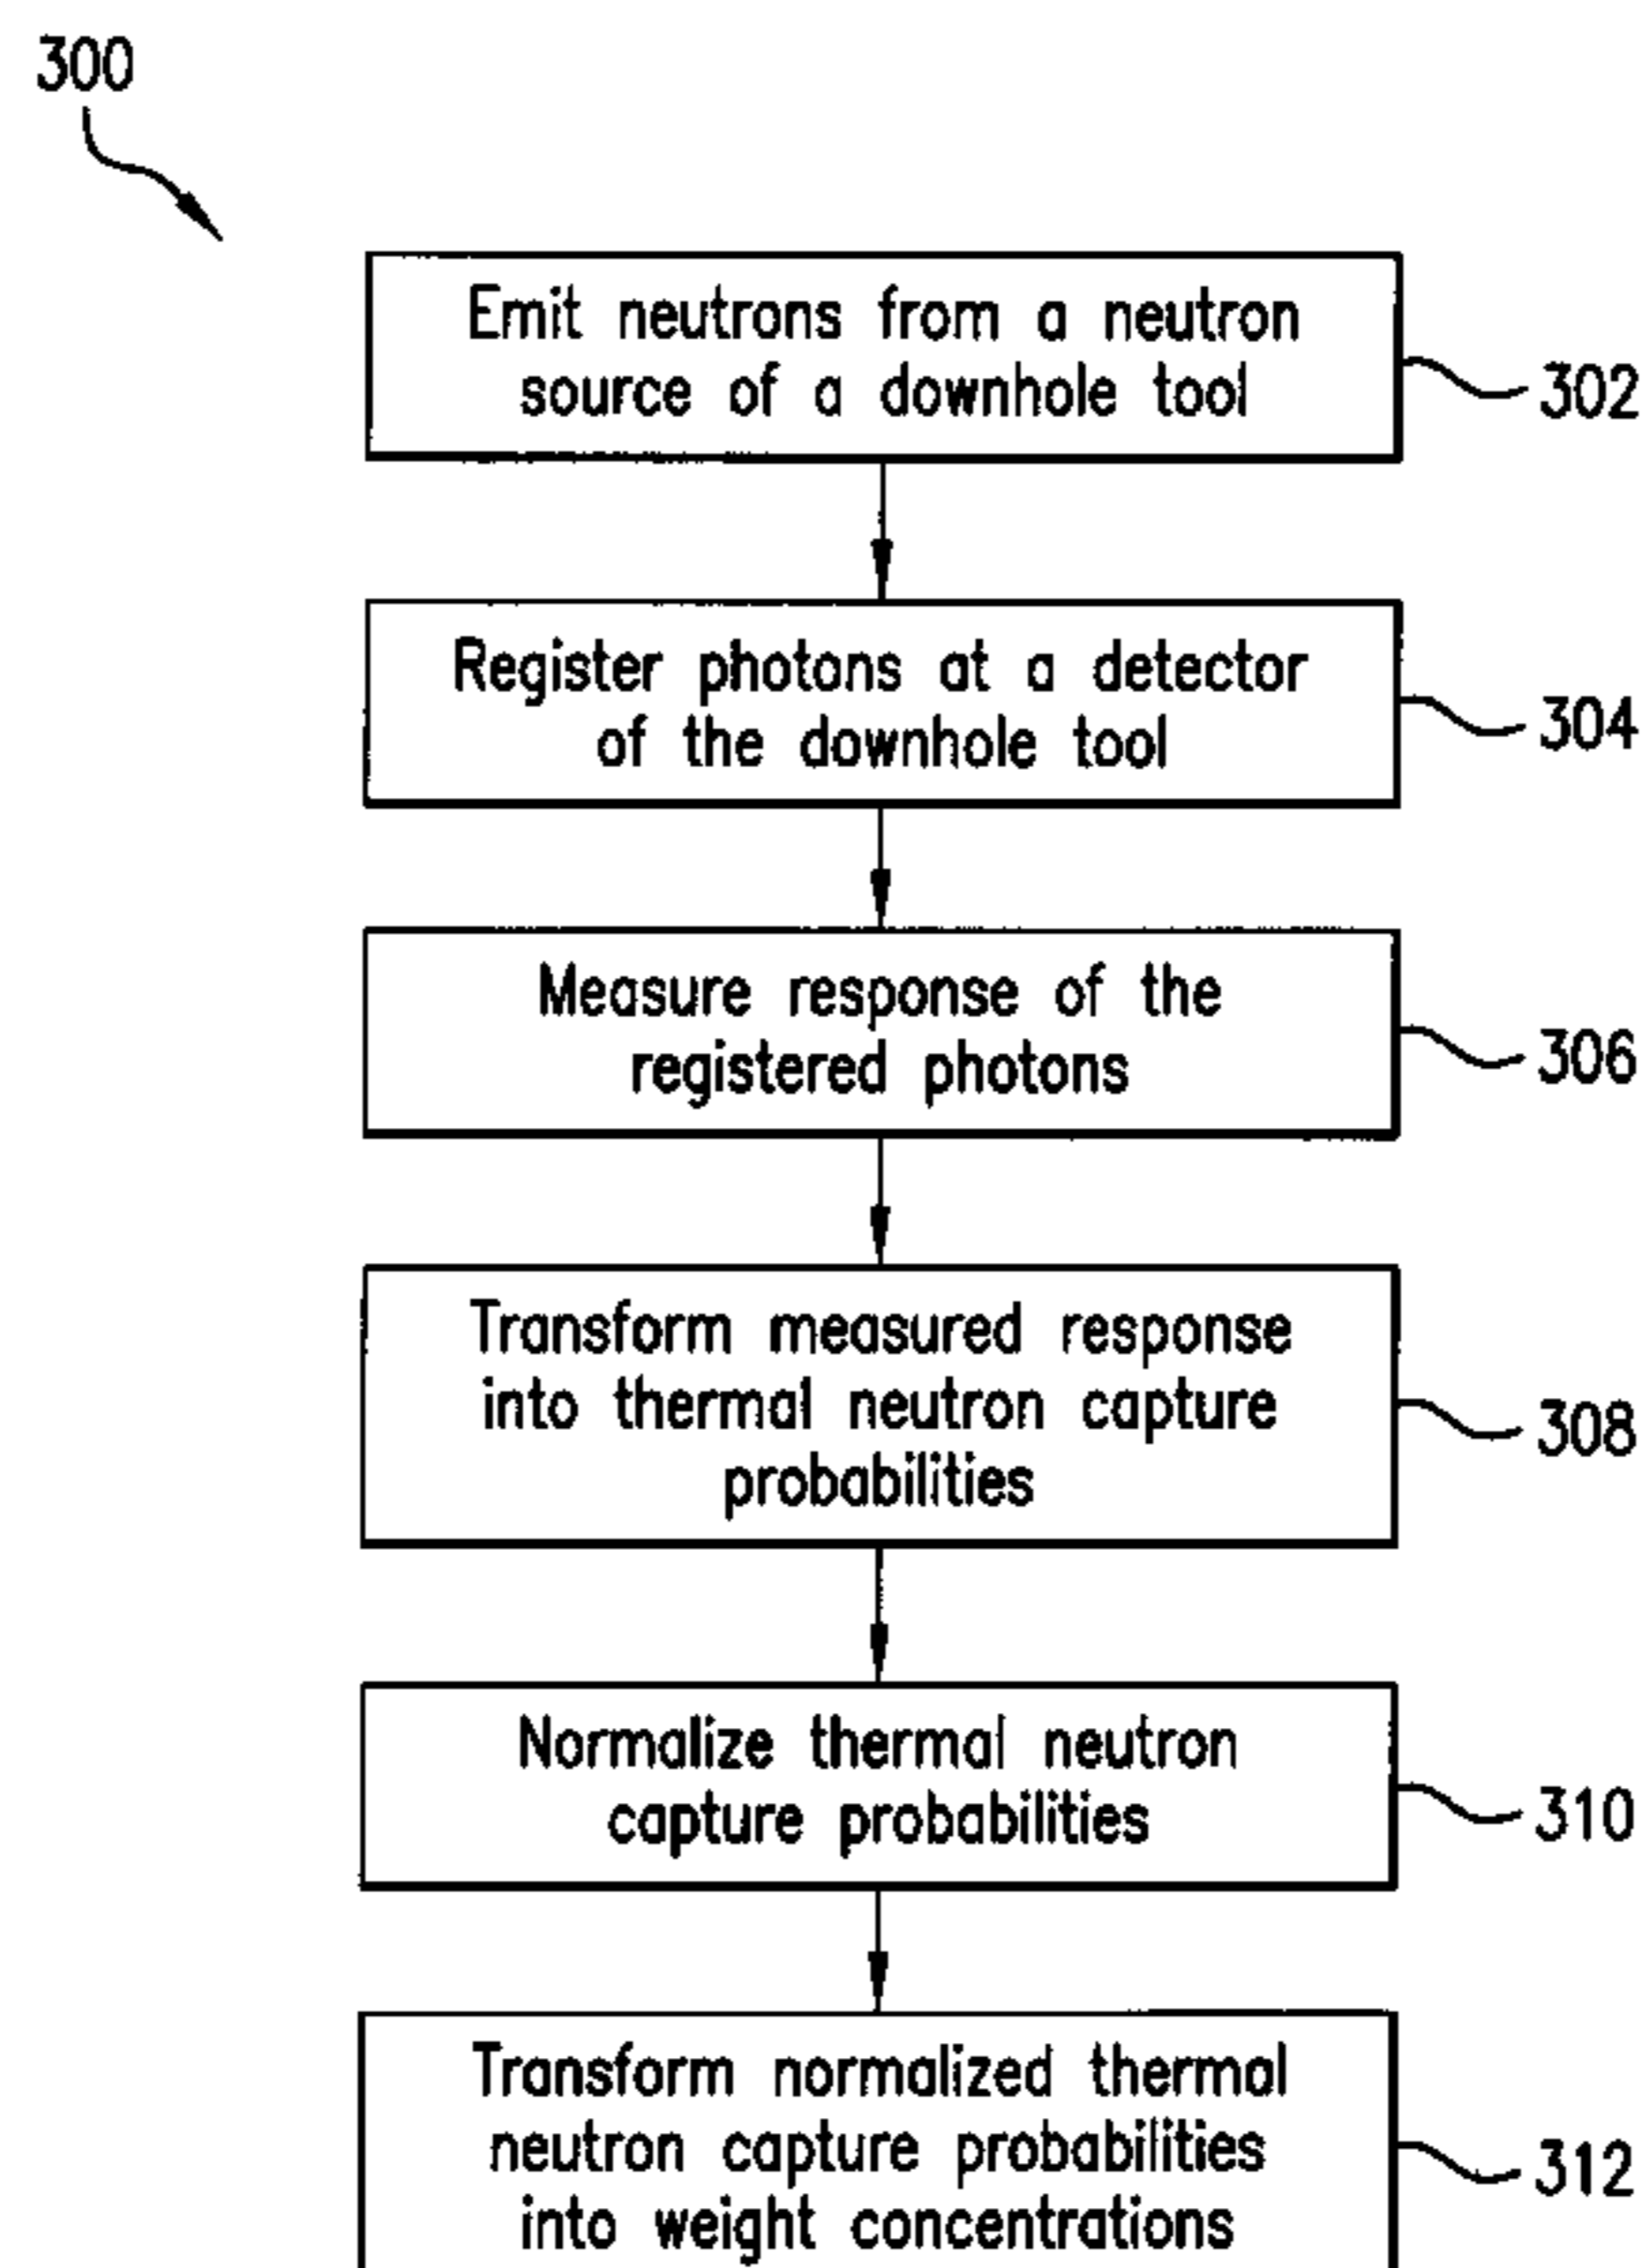 300
Emit neutrons from a neutron
source of a downhole tool
302
Register photons at a detector
of the downhole tool
304
Measure response of the
registered photons
306
Transform measured response
into thermal neutron capture
probabilities
308
Normalize thermal neutron
capture probabilities
310
Transform normalized thermal
neutron capture probabilities
into weight concentrations
312